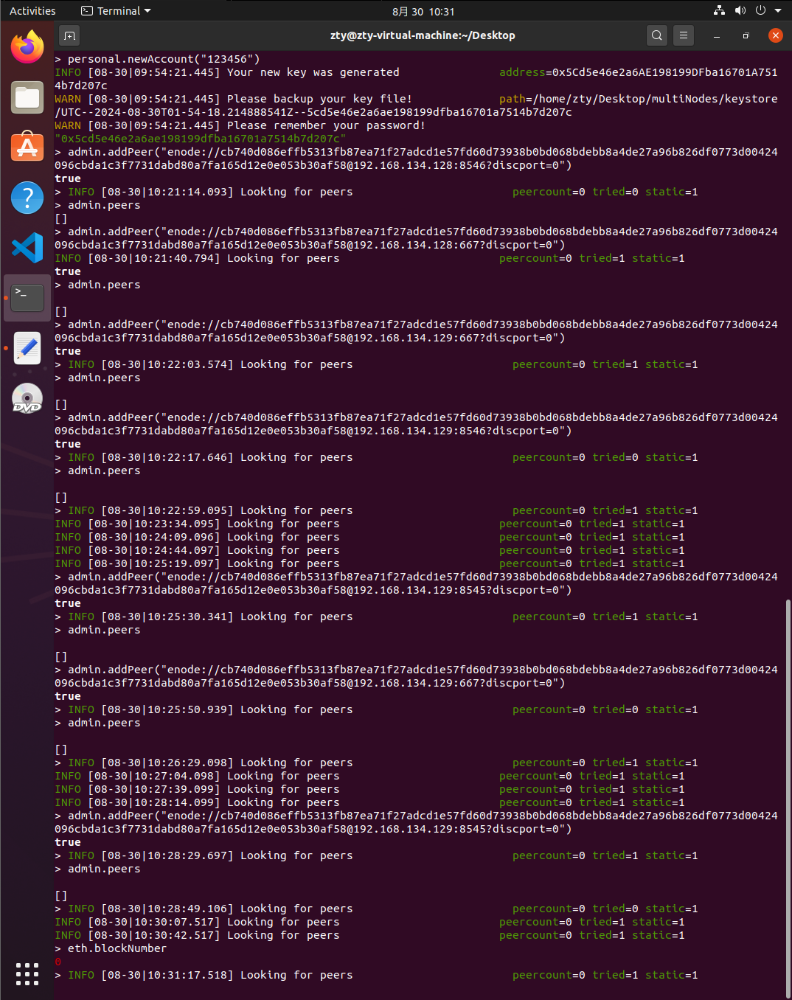 Activities
Terminal
8月 30 10:31
zty@zty-virtual-machine:~/Desktop
> personal.newAccount("123456")
INFO [08-30|09:54:21.445] Your new key was generated address=0x5Cd5e46e2a6AE198199DFba16701A751
4b7d207c
WARN [08-30|09:54:21.445] Please backup your key file! path=/home/zty/Desktop/multiNodes/keystore
/UTC--2024-08-30T01-54-18.214888541Z--5cd5e46e2a6ae198199dfba16701a7514b7d207c
WARN [08-30|09:54:21.445] Please remember your password!
"0x5cd5e46e2a6ae198199dfba16701a7514b7d207c"
> admin.addPeer("enode://cb740d086effb5313fb87ea71f27adcd1e57fd60d73938b0bd068bdebb8a4de27a96b826df0773d00424
096cbda1c3f7731dabd80a7fa165d12e0e053b30af58@192.168.134.128:8546?discport=0")
true
> INFO [08-30|10:21:14.093] Looking for peers peercount=0 tried=0 static=1
> admin.peers
[]
> admin.addPeer("enode://cb740d086effb5313fb87ea71f27adcd1e57fd60d73938b0bd068bdebb8a4de27a96b826df0773d00424
096cbda1c3f7731dabd80a7fa165d12e0e053b30af58@192.168.134.128:667?discport=0")
INFO [08-30|10:21:40.794] Looking for peers peercount=0 tried=1 static=1
true
> admin.peers
[]
> admin.addPeer("enode://cb740d086effb5313fb87ea71f27adcd1e57fd60d73938b0bd068bdebb8a4de27a96b826df0773d00424
096cbda1c3f7731dabd80a7fa165d12e0e053b30af58@192.168.134.129:667?discport=0")
true
> INFO [08-30|10:22:03.574] Looking for peers peercount=0 tried=1 static=1
> admin.peers
[]
> admin.addPeer("enode://cb740d086effb5313fb87ea71f27adcd1e57fd60d73938b0bd068bdebb8a4de27a96b826df0773d00424
096cbda1c3f7731dabd80a7fa165d12e0e053b30af58@192.168.134.129:8546?discport=0")
true
> INFO [08-30|10:22:17.646] Looking for peers peercount=0 tried=0 static=1
> admin.peers
[]
> INFO [08-30|10:22:59.095] Looking for peers peercount=0 tried=1 static=1
INFO [08-30|10:23:34.095] Looking for peers peercount=0 tried=1 static=1
INFO [08-30|10:24:09.096] Looking for peers peercount=0 tried=1 static=1
INFO [08-30|10:24:44.097] Looking for peers peercount=0 tried=1 static=1
INFO [08-30|10:25:19.097] Looking for peers peercount=0 tried=1 static=1
> admin.addPeer("enode://cb740d086effb5313fb87ea71f27adcd1e57fd60d73938b0bd068bdebb8a4de27a96b826df0773d00424
096cbda1c3f7731dabd80a7fa165d12e0e053b30af58@192.168.134.129:8545?discport=0")
true
> INFO [08-30|10:25:30.341] Looking for peers peercount=0 tried=1 static=1
> admin.peers
[]
> admin.addPeer("enode://cb740d086effb5313fb87ea71f27adcd1e57fd60d73938b0bd068bdebb8a4de27a96b826df0773d00424
096cbda1c3f7731dabd80a7fa165d12e0e053b30af58@192.168.134.129:667?discport=0")
true
> INFO [08-30|10:25:50.939] Looking for peers peercount=0 tried=0 static=1
> admin.peers
[]
> INFO [08-30|10:26:29.098] Looking for peers peercount=0 tried=1 static=1
INFO [08-30|10:27:04.098] Looking for peers peercount=0 tried=1 static=1
INFO [08-30|10:27:39.099] Looking for peers peercount=0 tried=1 static=1
INFO [08-30|10:28:14.099] Looking for peers peercount=0 tried=1 static=1
> admin.addPeer("enode://cb740d086effb5313fb87ea71f27adcd1e57fd60d73938b0bd068bdebb8a4de27a96b826df0773d00424
096cbda1c3f7731dabd80a7fa165d12e0e053b30af58@192.168.134.129:8545?discport=0")
true
> INFO [08-30|10:28:29.697] Looking for peers peercount=0 tried=1 static=1
> admin.peers
[]
> INFO [08-30|10:28:49.106] Looking for peers peercount=0 tried=0 static=1
INFO [08-30|10:30:07.517] Looking for peers peercount=0 tried=1 static=1
INFO [08-30|10:30:42.517] Looking for peers peercount=0 tried=1 static=1
> eth.blockNumber
0
> INFO [08-30|10:31:17.518] Looking for peers peercount=0 tried=1 static=1
DVD